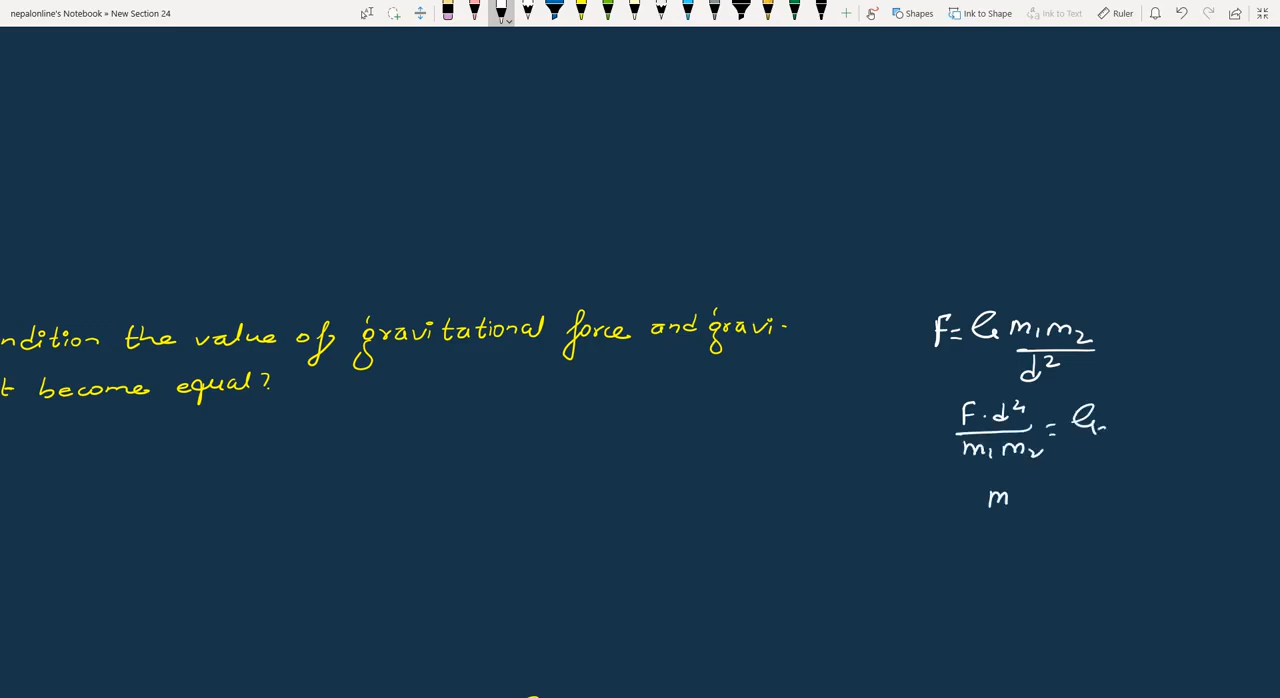 nepalonline's Notebook » New Section 24
Shapes
Ink to Shape
Ink to Text
Ruler
ndition the value of gravitational force and gravi-
t become equal?
F = G m₁m₂ / d²
F·d² / m₁m₂ = G
m